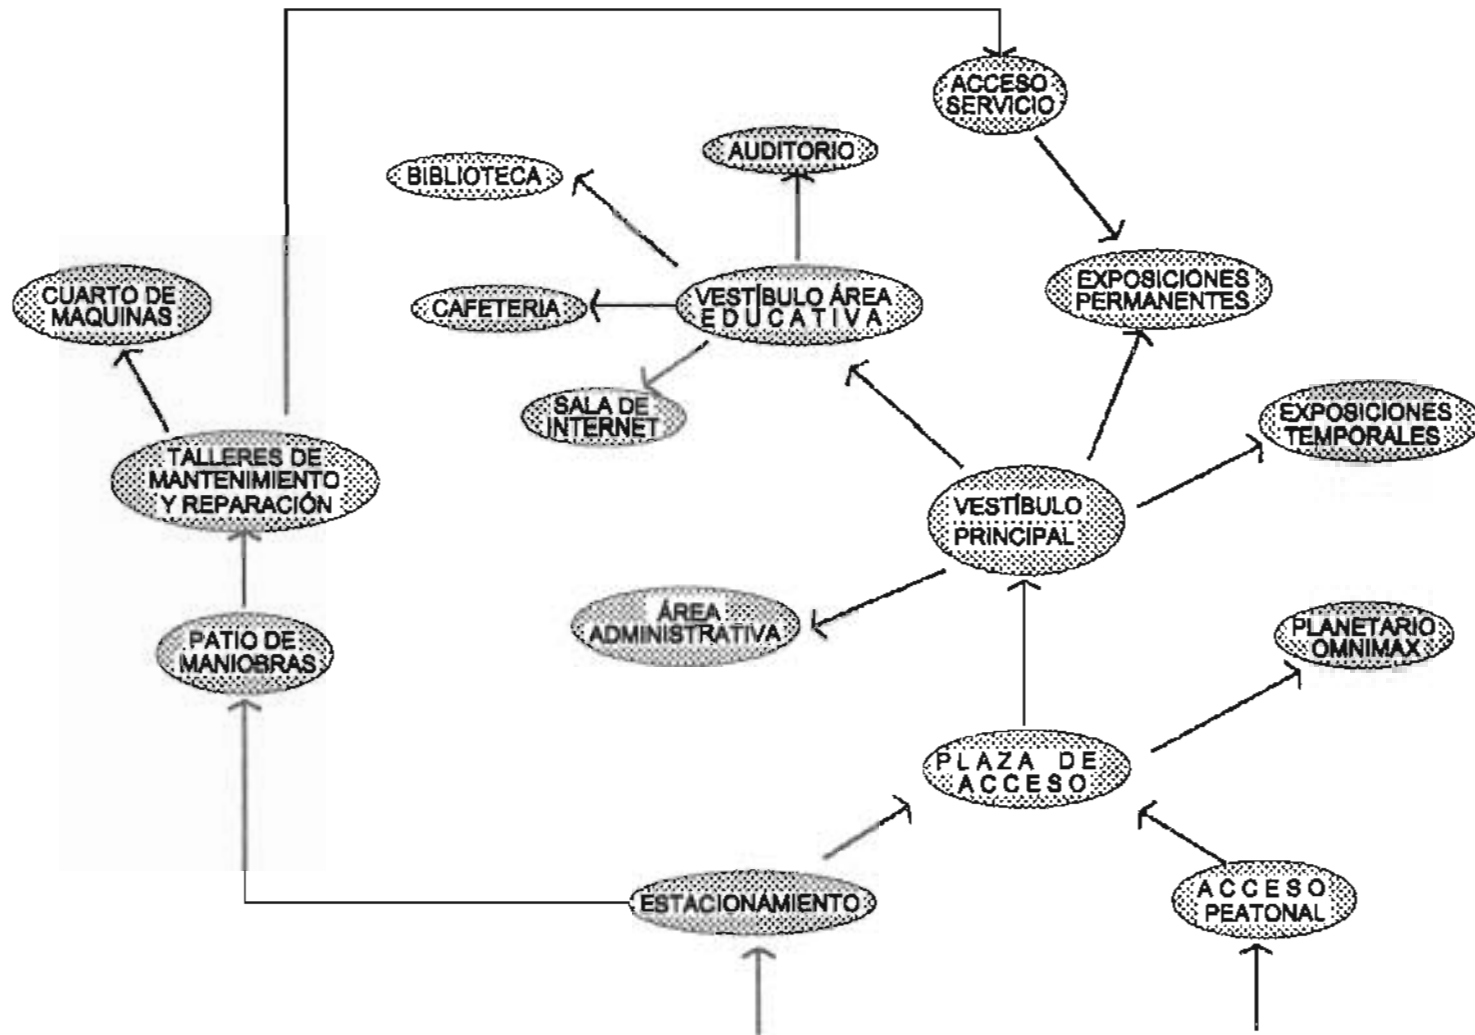 ACCESO
SERVICIO
AUDITORIO
BIBLIOTECA
EXPOSICIONES
PERMANENTES
CUARTO DE
MAQUINAS
CAFETERIA
VESTÍBULO ÁREA
EDUCATIVA
SALA DE
INTERNET
EXPOSICIONES
TEMPORALES
TALLERES DE
MANTENIMIENTO
Y REPARACIÓN
VESTÍBULO
PRINCIPAL
ÁREA
ADMINISTRATIVA
PLANETARIO
OMNIMAX
PATIO DE
MANIOBRAS
PLAZA DE
ACCESO
ESTACIONAMIENTO
ACCESO
PEATONAL